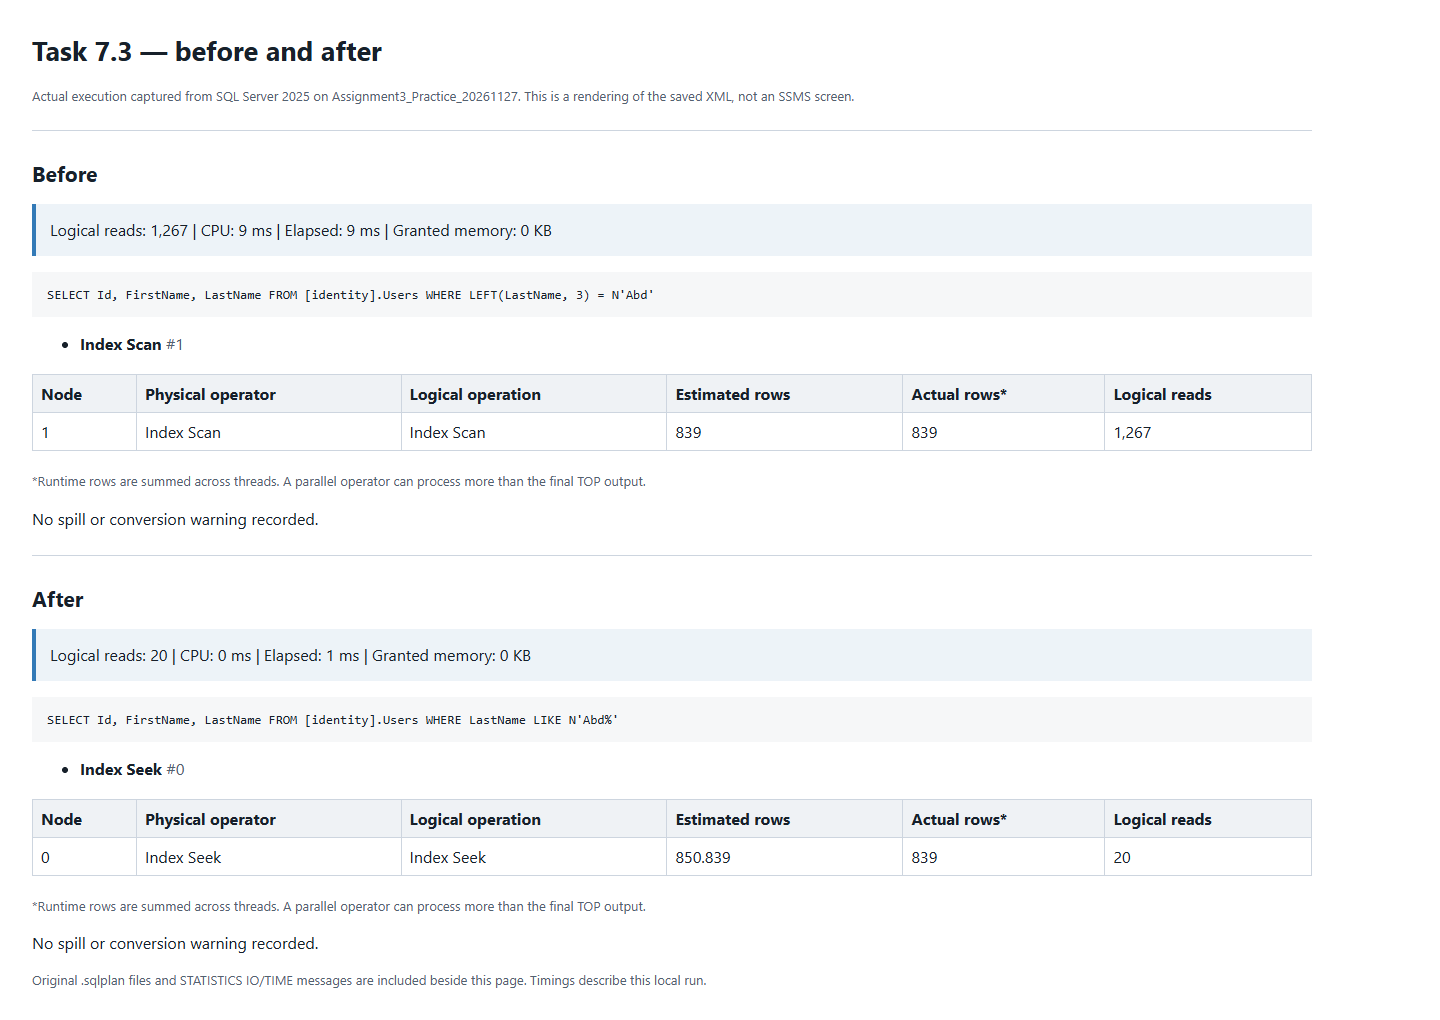 Task 7.3 — before and after
Actual execution captured from SQL Server 2025 on Assignment3_Practice_20261127. This is a rendering of the saved XML, not an SSMS screen.
Before
Logical reads: 1,267 | CPU: 9 ms | Elapsed: 9 ms | Granted memory: 0 KB
SELECT Id, FirstName, LastName FROM [identity].Users WHERE LEFT(LastName, 3) = N'Abd'
• Index Scan #1
Node Physical operator Logical operation Estimated rows Actual rows* Logical reads
1 Index Scan Index Scan 839 839 1,267
*Runtime rows are summed across threads. A parallel operator can process more than the final TOP output.
No spill or conversion warning recorded.
After
Logical reads: 20 | CPU: 0 ms | Elapsed: 1 ms | Granted memory: 0 KB
SELECT Id, FirstName, LastName FROM [identity].Users WHERE LastName LIKE N'Abd%'
• Index Seek #0
Node Physical operator Logical operation Estimated rows Actual rows* Logical reads
0 Index Seek Index Seek 850.839 839 20
*Runtime rows are summed across threads. A parallel operator can process more than the final TOP output.
No spill or conversion warning recorded.
Original .sqlplan files and STATISTICS IO/TIME messages are included beside this page. Timings describe this local run.